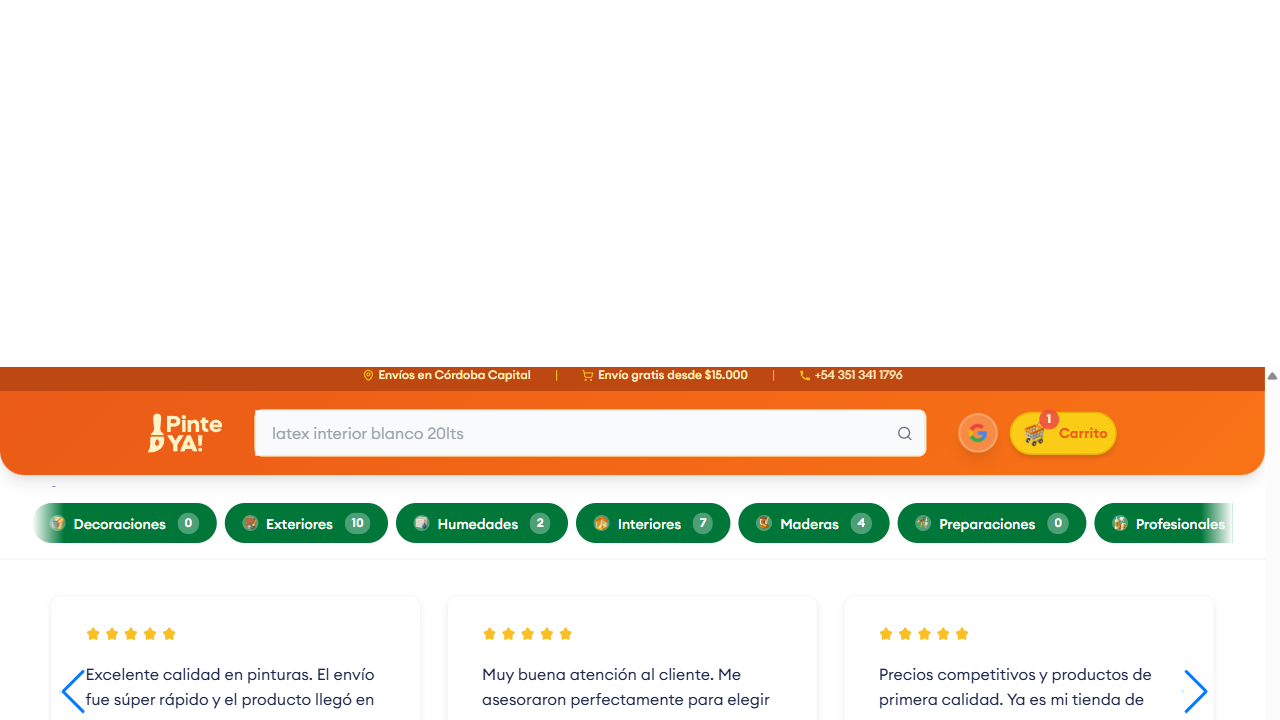 Envíos en Córdoba Capital | Envío gratis desde $15.000 | +54 351 341 1796
Pinte YA!
latex interior blanco 20lts
1
Carrito
Decoraciones 0
Exteriores 10
Humedades 2
Interiores 7
Maderas 4
Preparaciones 0
Profesionales
Excelente calidad en pinturas. El envío
fue súper rápido y el producto llegó en
Muy buena atención al cliente. Me
asesoraron perfectamente para elegir
Precios competitivos y productos de
primera calidad. Ya es mi tienda de